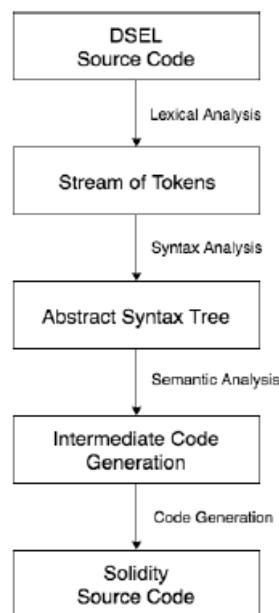 DSEL
Source Code
Lexical Analysis
Stream of Tokens
Syntax Analysis
Abstract Syntax Tree
Semantic Analysis
Intermediate Code
Generation
Code Generation
Solidity
Source Code